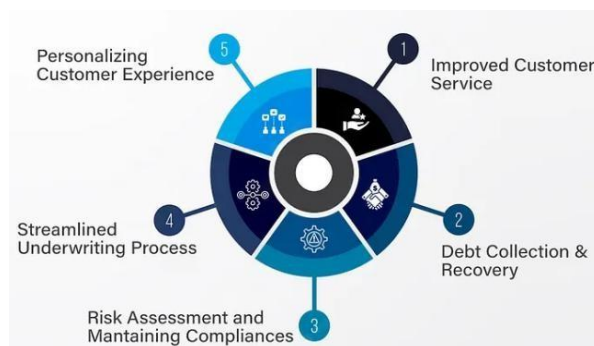 1
Improved Customer
Service
2
Debt Collection &
Recovery
3
Risk Assessment and
Mantaining Compliances
4
Streamlined
Underwriting Process
5
Personalizing
Customer Experience